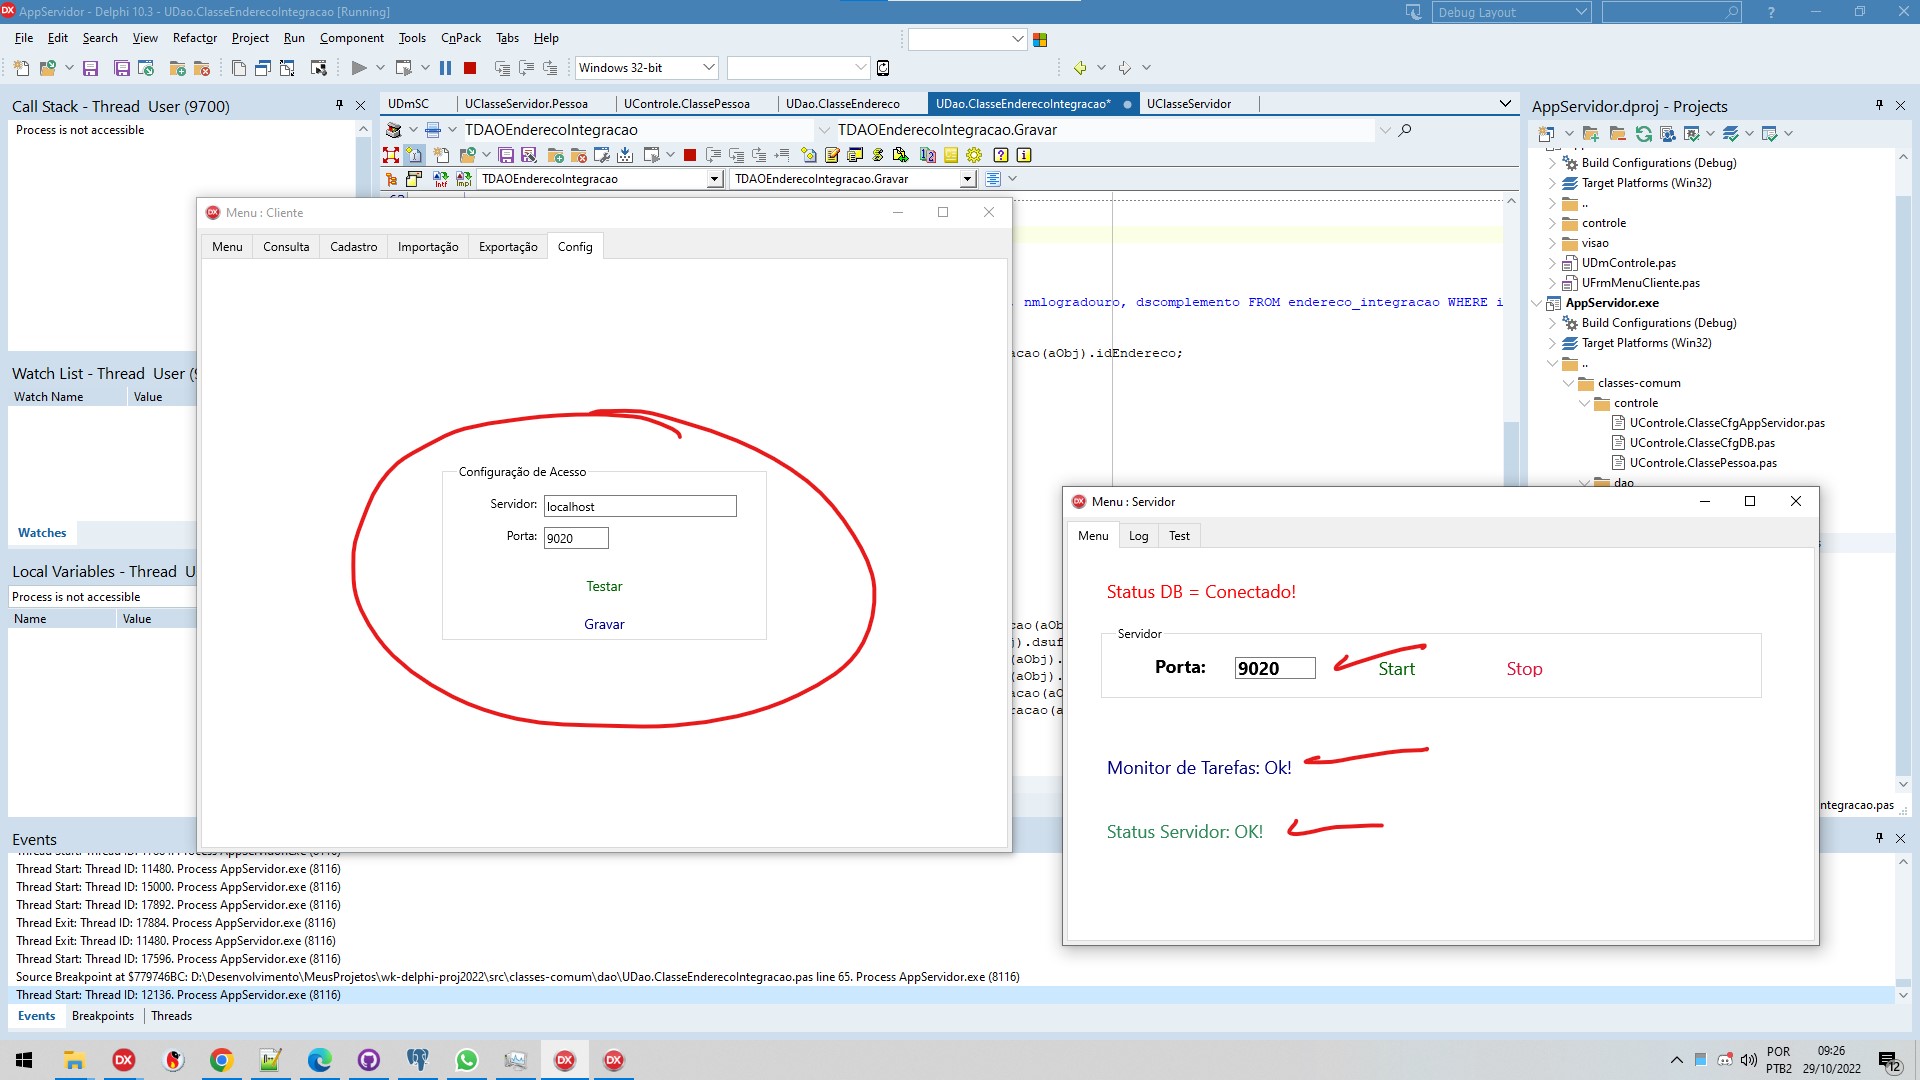 AppServidor - Delphi 10.3 - UDao.ClasseEnderecoIntegracao [Running]
Debug Layout
File Edit Search View Refactor Project Run Component Tools CnPack Tabs Help
Windows 32-bit
Call Stack - Thread User (9700)
Process is not accessible
UDmSC UClasseServidor.Pessoa UControle.ClassePessoa UDao.ClasseEndereco UDao.ClasseEnderecoIntegracao* UClasseServidor
TDAOEnderecoIntegracao TDAOEnderecoIntegracao.Gravar
TDAOEnderecoIntegracao TDAOEnderecoIntegracao.Gravar
AppServidor.dproj - Projects
Build Configurations (Debug)
Target Platforms (Win32)
..
controle
visao
UDmControle.pas
UFrmMenuCliente.pas
AppServidor.exe
Build Configurations (Debug)
Target Platforms (Win32)
..
classes-comum
controle
UControle.ClasseCfgAppServidor.pas
UControle.ClasseCfgDB.pas
UControle.ClassePessoa.pas
dao
ntegracao.pas
nmlogradouro, dscomplemento FROM endereco_integracao WHERE i
cao(aObj).idEndereco;
cao(aOb
j).dsuf
(aObj).
(aObj).
cao(aO
racao(a
Menu : Cliente
Menu Consulta Cadastro Importação Exportação Config
Configuração de Acesso
Servidor: localhost
Porta: 9020
Testar
Gravar
Menu : Servidor
Menu Log Test
Status DB = Conectado!
Servidor
Porta: 9020 Start Stop
Monitor de Tarefas: Ok!
Status Servidor: OK!
Watch List - Thread User (9
Watch Name Value
Watches
Local Variables - Thread U
Process is not accessible
Name Value
Events
Thread Start: Thread ID: 11480. Process AppServidor.exe (8116)
Thread Start: Thread ID: 15000. Process AppServidor.exe (8116)
Thread Start: Thread ID: 17892. Process AppServidor.exe (8116)
Thread Exit: Thread ID: 17884. Process AppServidor.exe (8116)
Thread Exit: Thread ID: 11480. Process AppServidor.exe (8116)
Thread Start: Thread ID: 17596. Process AppServidor.exe (8116)
Source Breakpoint at $779746BC: D:\Desenvolvimento\MeusProjetos\wk-delphi-proj2022\src\classes-comum\dao\UDao.ClasseEnderecoIntegracao.pas line 65. Process AppServidor.exe (8116)
Thread Start: Thread ID: 12136. Process AppServidor.exe (8116)
Events Breakpoints Threads
POR
PTB2
09:26
29/10/2022
12